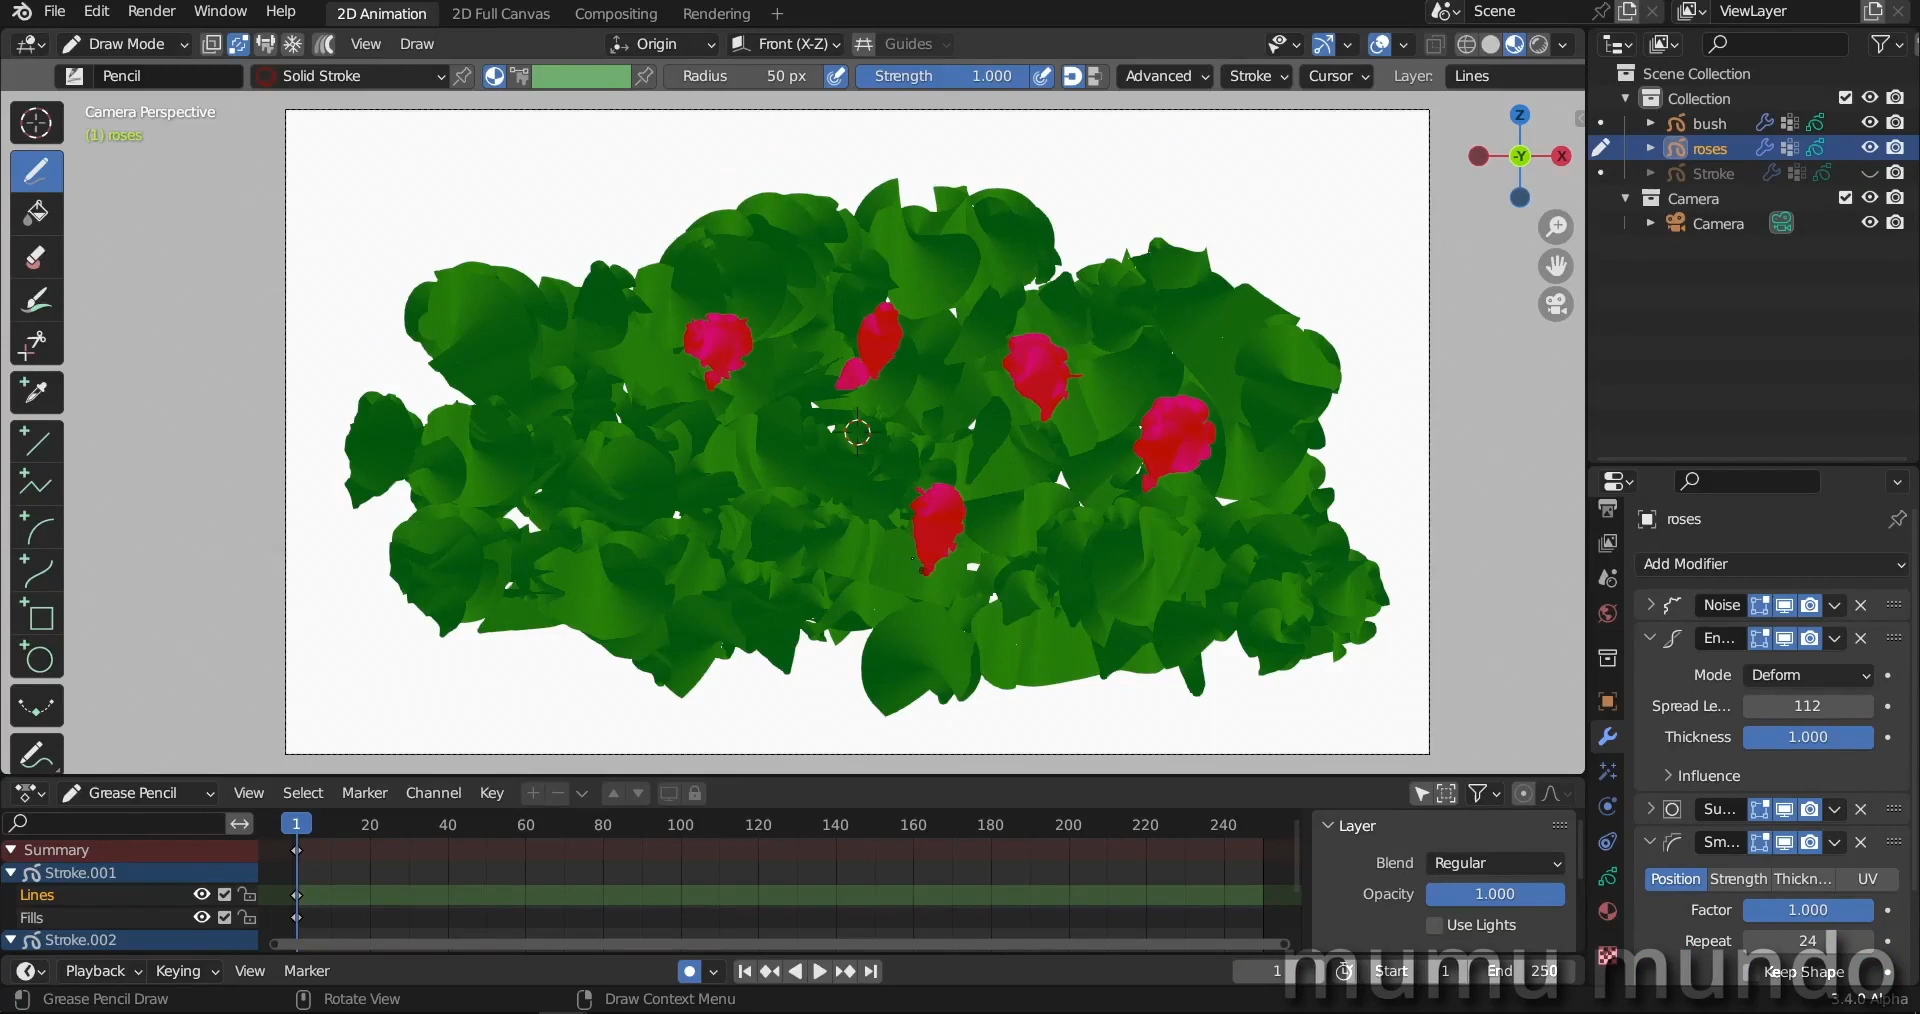 File Edit Render Window Help 2D Animation 2D Full Canvas Compositing Rendering + Scene ViewLayer
Draw Mode View Draw Origin Front (X-Z) Guides
Pencil Solid Stroke Radius 50 px Strength 1.000 Advanced Stroke Cursor Layer: Lines
Camera Perspective
(1) roses
Z
-Y
X
Scene Collection
Collection
bush
roses
Stroke
Camera
Camera
roses
Add Modifier
Noise
En...
Mode Deform
Spread Le... 112
Thickness 1.000
Influence
Su...
Sm...
Position Strength Thickn... UV
Factor 1.000
Repeat 24
Keep Shape
Grease Pencil View Select Marker Channel Key
1 20 40 60 80 100 120 140 160 180 200 220 240
Summary
Stroke.001
Lines
Fills
Stroke.002
Layer
Blend Regular
Opacity 1.000
Use Lights
Playback Keying View Marker 1 Start 1 End 250
mumu mundo
Grease Pencil Draw Rotate View Draw Context Menu 3.4.0 Alpha